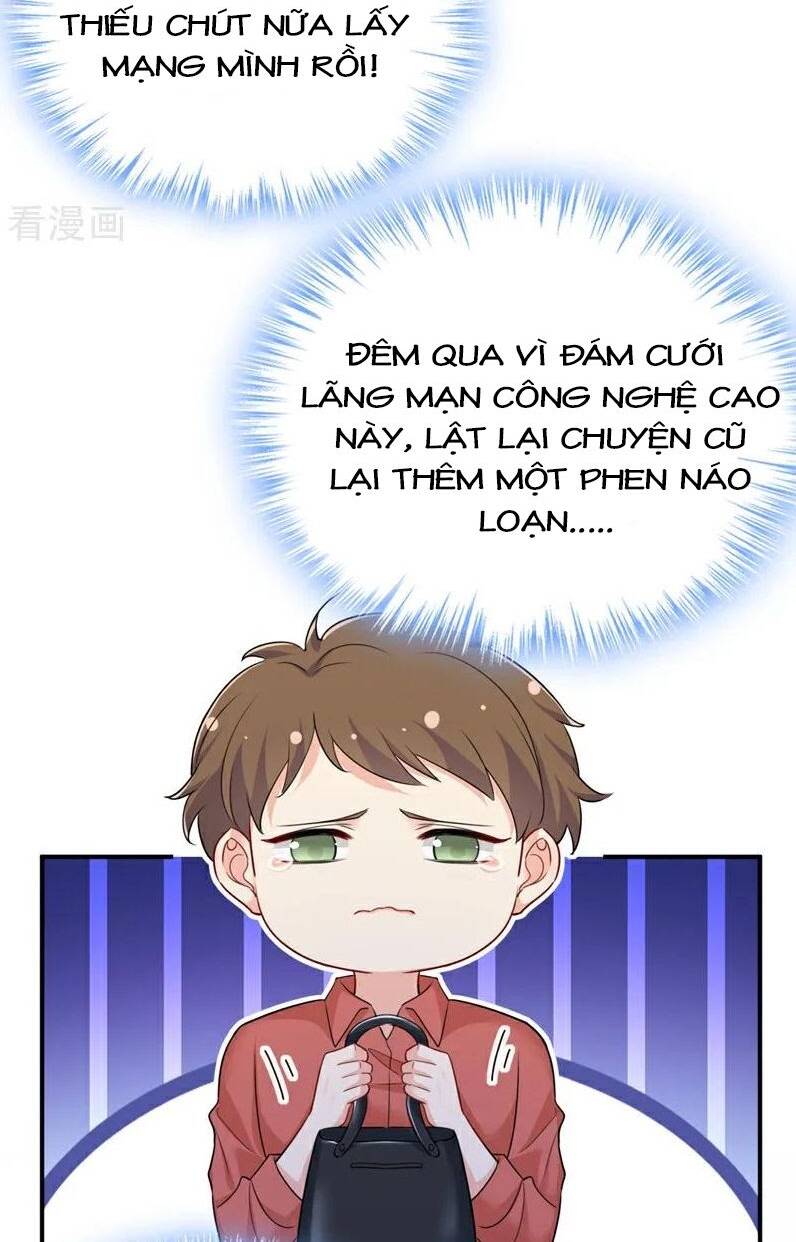 THIẾU CHÚT NỮA LẤY
MẠNG MÌNH RỒI!
看漫画
ĐÊM QUA VÌ ĐÁM CƯỚI
LÃNG MẠN CÔNG NGHỆ CAO
NÀY, LẬT LẠI CHUYỆN CŨ
LẠI THÊM MỘT PHEN NÁO
LOẠN.....